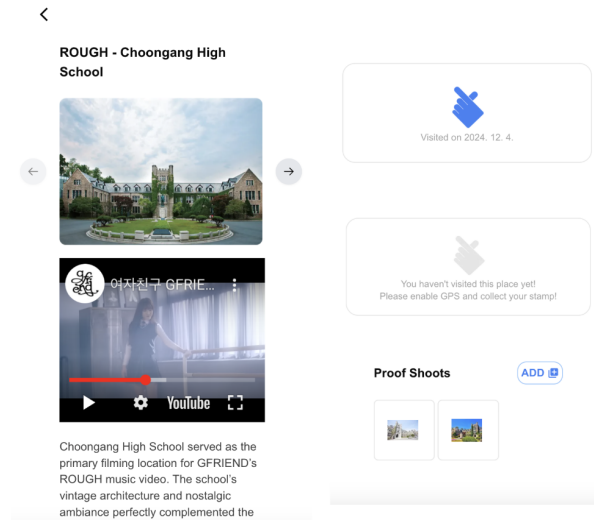 ROUGH - Choongang High
School
여자친구 GFRIE...
YouTube
Choongang High School served as the
primary filming location for GFRIEND's
ROUGH music video. The school's
vintage architecture and nostalgic
ambiance perfectly complemented the
Visited on 2024. 12. 4.
You haven't visited this place yet!
Please enable GPS and collect your stamp!
Proof Shoots
ADD